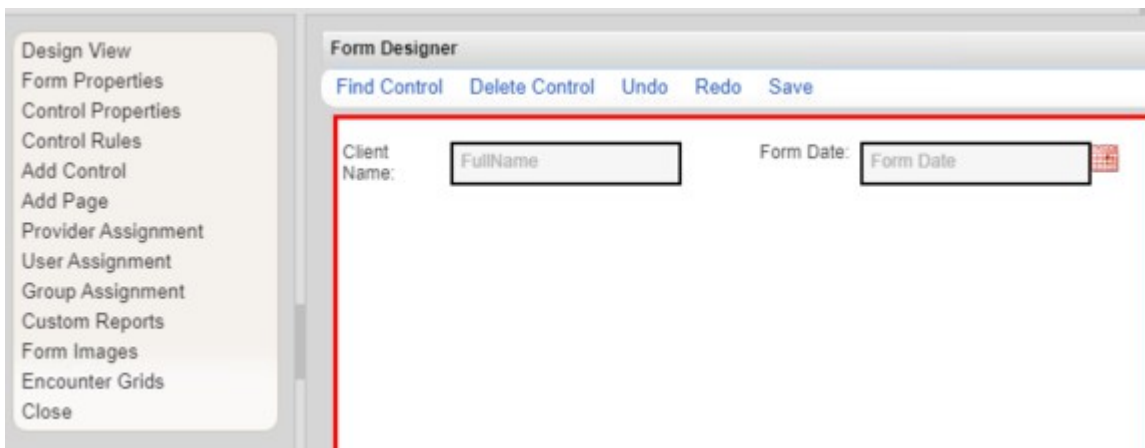 Design View
Form Properties
Control Properties
Control Rules
Add Control
Add Page
Provider Assignment
User Assignment
Group Assignment
Custom Reports
Form Images
Encounter Grids
Close
Form Designer
Find Control Delete Control Undo Redo Save
Client
Name:
FullName
Form Date:
Form Date